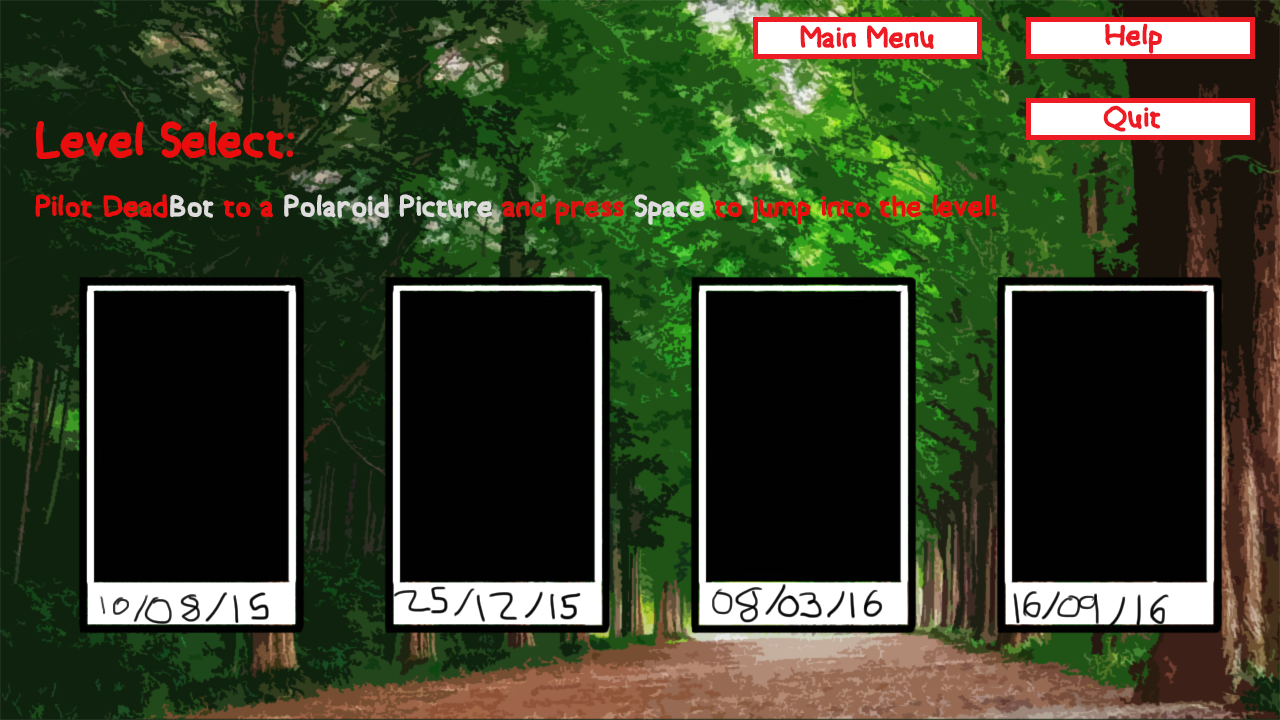 Main Menu
Help
Quit
Level Select:
Pilot DeadBot to a Polaroid Picture and press Space to jump into the level!
10/08/15
25/12/15
08/03/16
16/09/16